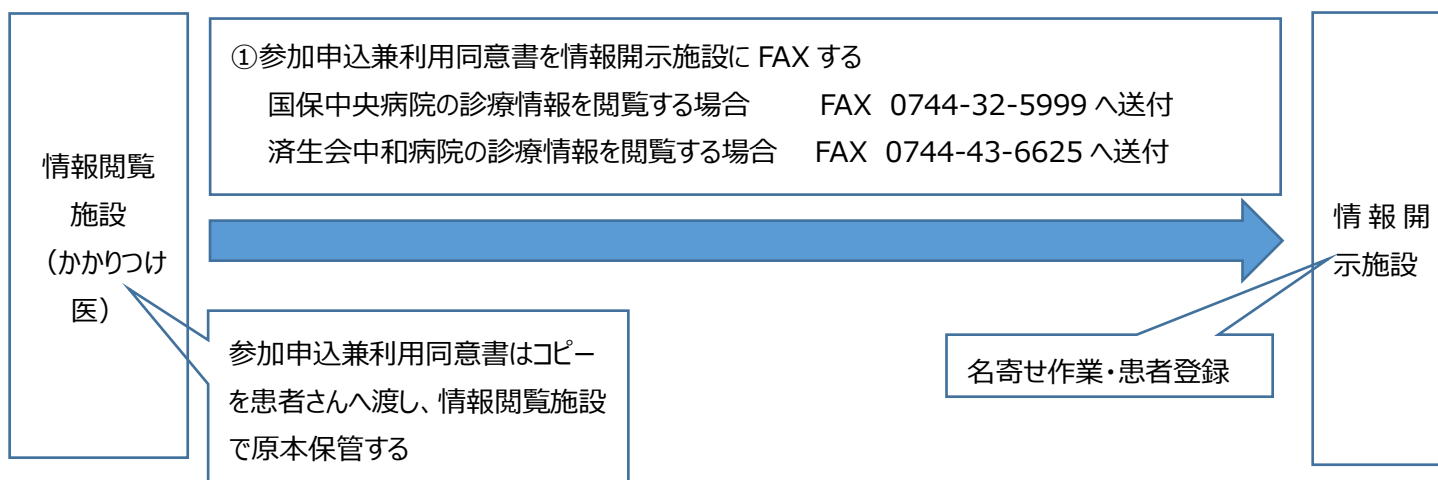 情報閲覧
施設
（かかりつけ
医）
①参加申込兼利用同意書を情報開示施設に FAX する
国保中央病院の診療情報を閲覧する場合 FAX 0744-32-5999 へ送付
済生会中和病院の診療情報を閲覧する場合 FAX 0744-43-6625 へ送付
参加申込兼利用同意書はコピー
を患者さんへ渡し、情報閲覧施設
で原本保管する
名寄せ作業・患者登録
情報開
示施設